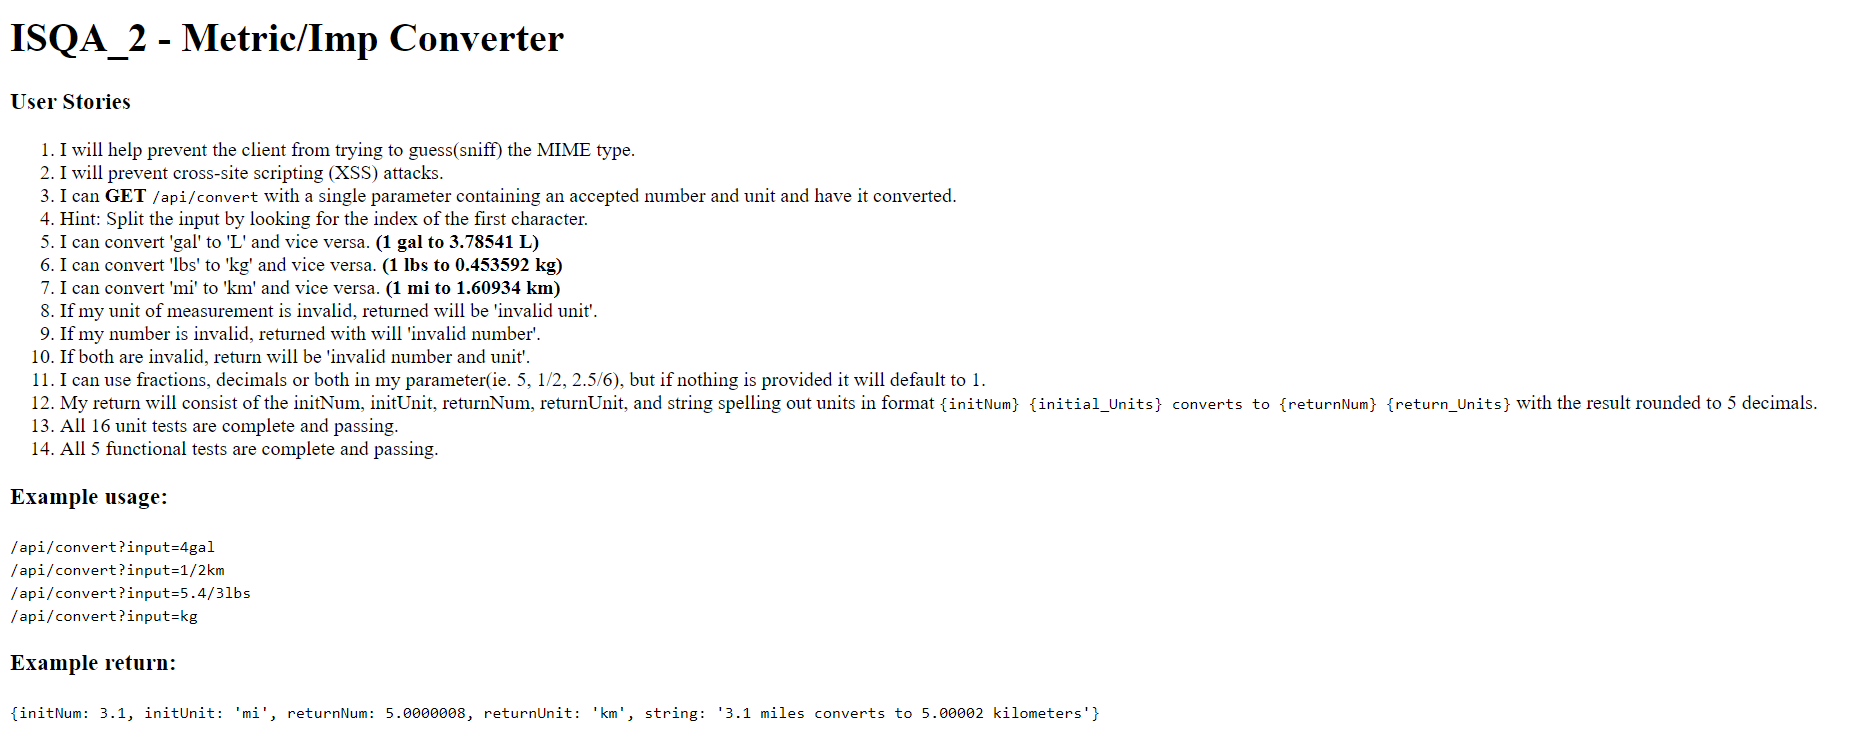 ISQA_2 - Metric/Imp Converter
User Stories
1. I will help prevent the client from trying to guess(sniff) the MIME type.
2. I will prevent cross-site scripting (XSS) attacks.
3. I can GET /api/convert with a single parameter containing an accepted number and unit and have it converted.
4. Hint: Split the input by looking for the index of the first character.
5. I can convert 'gal' to 'L' and vice versa. (1 gal to 3.78541 L)
6. I can convert 'lbs' to 'kg' and vice versa. (1 lbs to 0.453592 kg)
7. I can convert 'mi' to 'km' and vice versa. (1 mi to 1.60934 km)
8. If my unit of measurement is invalid, returned will be 'invalid unit'.
9. If my number is invalid, returned with will 'invalid number'.
10. If both are invalid, return will be 'invalid number and unit'.
11. I can use fractions, decimals or both in my parameter(ie. 5, 1/2, 2.5/6), but if nothing is provided it will default to 1.
12. My return will consist of the initNum, initUnit, returnNum, returnUnit, and string spelling out units in format {initNum} {initial_Units} converts to {returnNum} {return_Units} with the result rounded to 5 decimals.
13. All 16 unit tests are complete and passing.
14. All 5 functional tests are complete and passing.
Example usage:
/api/convert?input=4gal
/api/convert?input=1/2km
/api/convert?input=5.4/3lbs
/api/convert?input=kg
Example return:
{initNum: 3.1, initUnit: 'mi', returnNum: 5.0000008, returnUnit: 'km', string: '3.1 miles converts to 5.00002 kilometers'}